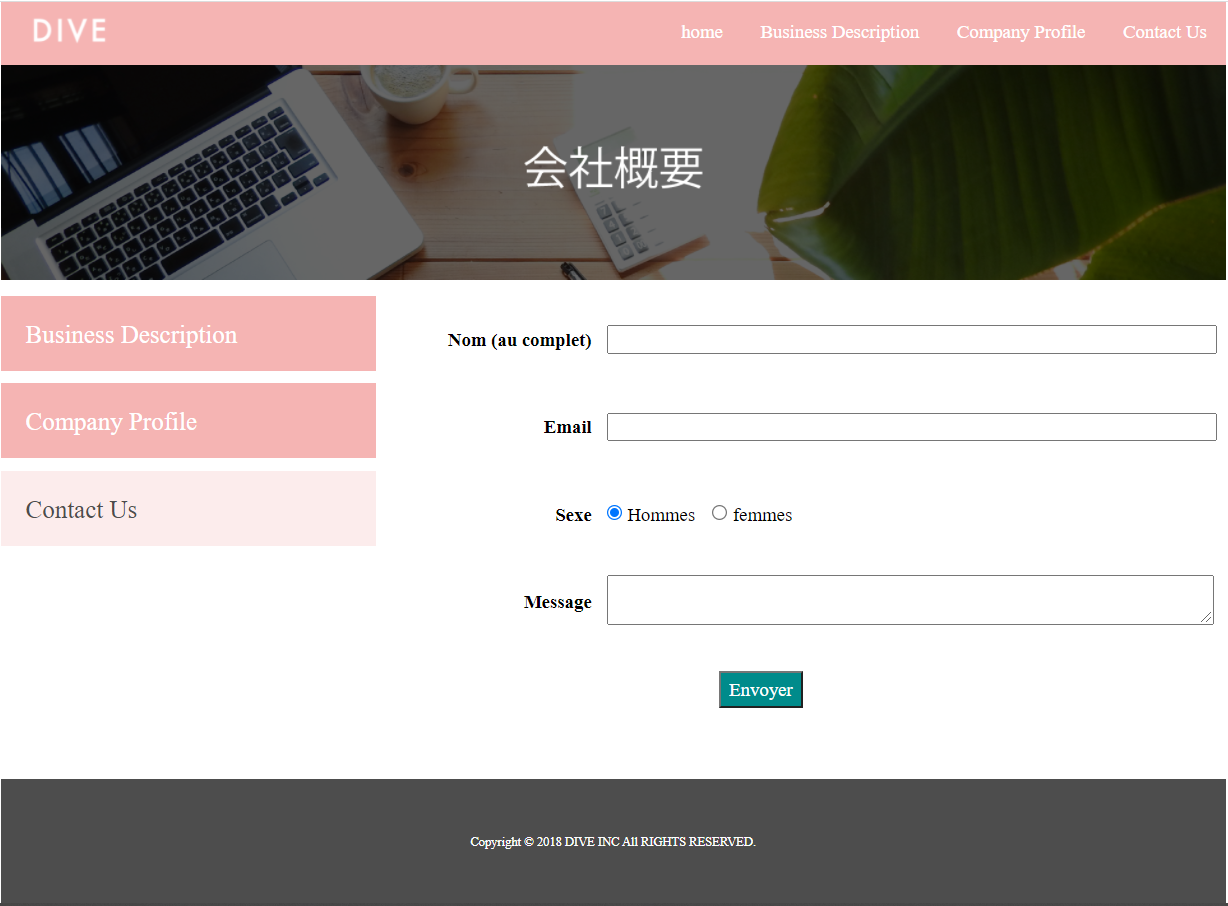 DIVE
home Business Description Company Profile Contact Us
会社概要
Business Description
Company Profile
Contact Us
Nom (au complet)
Email
Sexe Hommes femmes
Message
Envoyer
Copyright © 2018 DIVE INC All RIGHTS RESERVED.